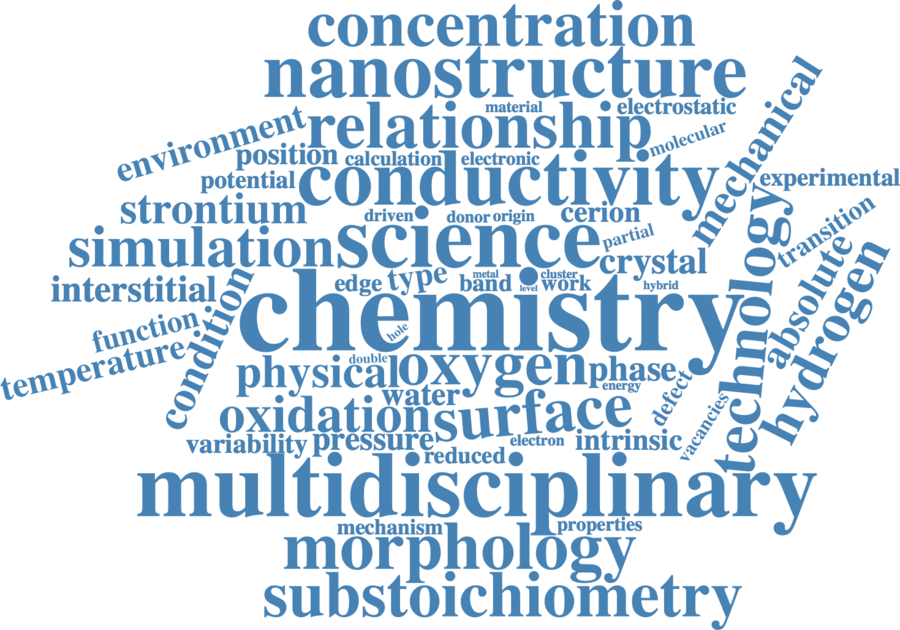 concentration
nanostructure
material
electrostatic
relationship
molecular
mechanical
environment
position
calculation
electronic
potential
conductivity
experimental
strontium
driven
donor
origin
cerion
transition
simulation
science
partial
crystal
technology
absolute
hydrogen
interstitial
condition
edge
type
metal
band
level
cluster
work
hybrid
chemistry
hole
function
temperature
physical
double
oxygen
phase
energy
water
defect
vacancies
oxidation
surface
variability
pressure
electron
intrinsic
reduced
multidisciplinary
mechanism
properties
morphology
substoichiometry